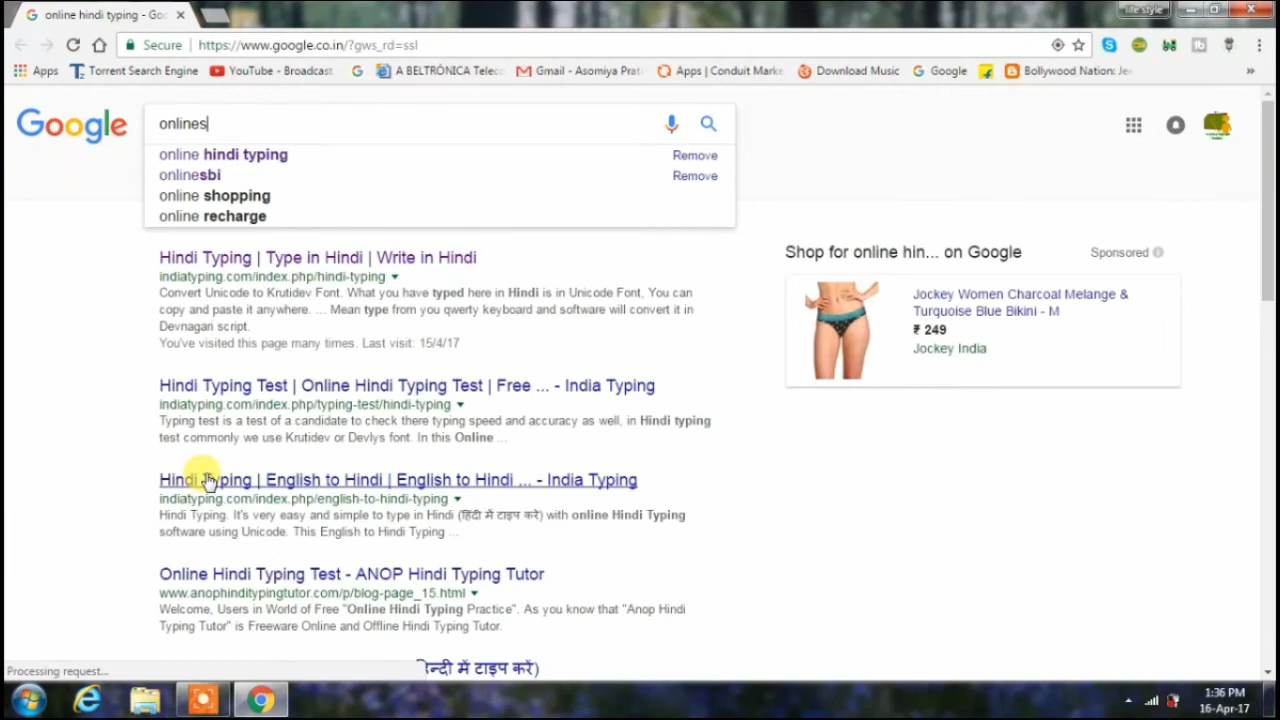 online hindi typing - Goo
life style
Secure
https://www.google.co.in/?gws_rd=ssl
Apps
Torrent Search Engine
YouTube - Broadcast
A BELTRÓNICA Teleco
Gmail - Asomiya Prati
Apps | Conduit Marke
Download Music
Google
Bollywood Nation: Je
»
Google
onlines
online hindi typing
Remove
onlinesbi
Remove
online shopping
online recharge
Hindi Typing | Type in Hindi | Write in Hindi
indiatyping.com/index.php/hindi-typing
Convert Unicode to Krutidev Font. What you have typed here in Hindi is in Unicode Font, You can
copy and paste it anywhere. ... Mean type from you qwerty keyboard and software will convert it in
Devnagari script.
You've visited this page many times. Last visit: 15/4/17
Shop for online hin... on Google
Sponsored
Jockey Women Charcoal Melange &
Turquoise Blue Bikini - M
₹ 249
Jockey India
Hindi Typing Test | Online Hindi Typing Test | Free ... - India Typing
indiatyping.com/index.php/typing-test/hindi-typing
Typing test is a test of a candidate to check there typing speed and accuracy as well, in Hindi typing
test commonly we use Krutidev or Devlys font. In this Online ...
Hindi Typing | English to Hindi | English to Hindi ... - India Typing
indiatyping.com/index.php/english-to-hindi-typing
Hindi Typing. It's very easy and simple to type in Hindi (हिंदी में टाइप करे) with online Hindi Typing
software using Unicode. This English to Hindi Typing ...
Online Hindi Typing Test - ANOP Hindi Typing Tutor
www.anophinditypingtutor.com/p/blog-page_15.html
Welcome, Users in World of Free "Online Hindi Typing Practice". As you know that "Anop Hindi
Typing Tutor" is Freeware Online and Offline Hindi Typing Tutor.
में टाइप करें)
Processing request...
1:36 PM
16-Apr-17